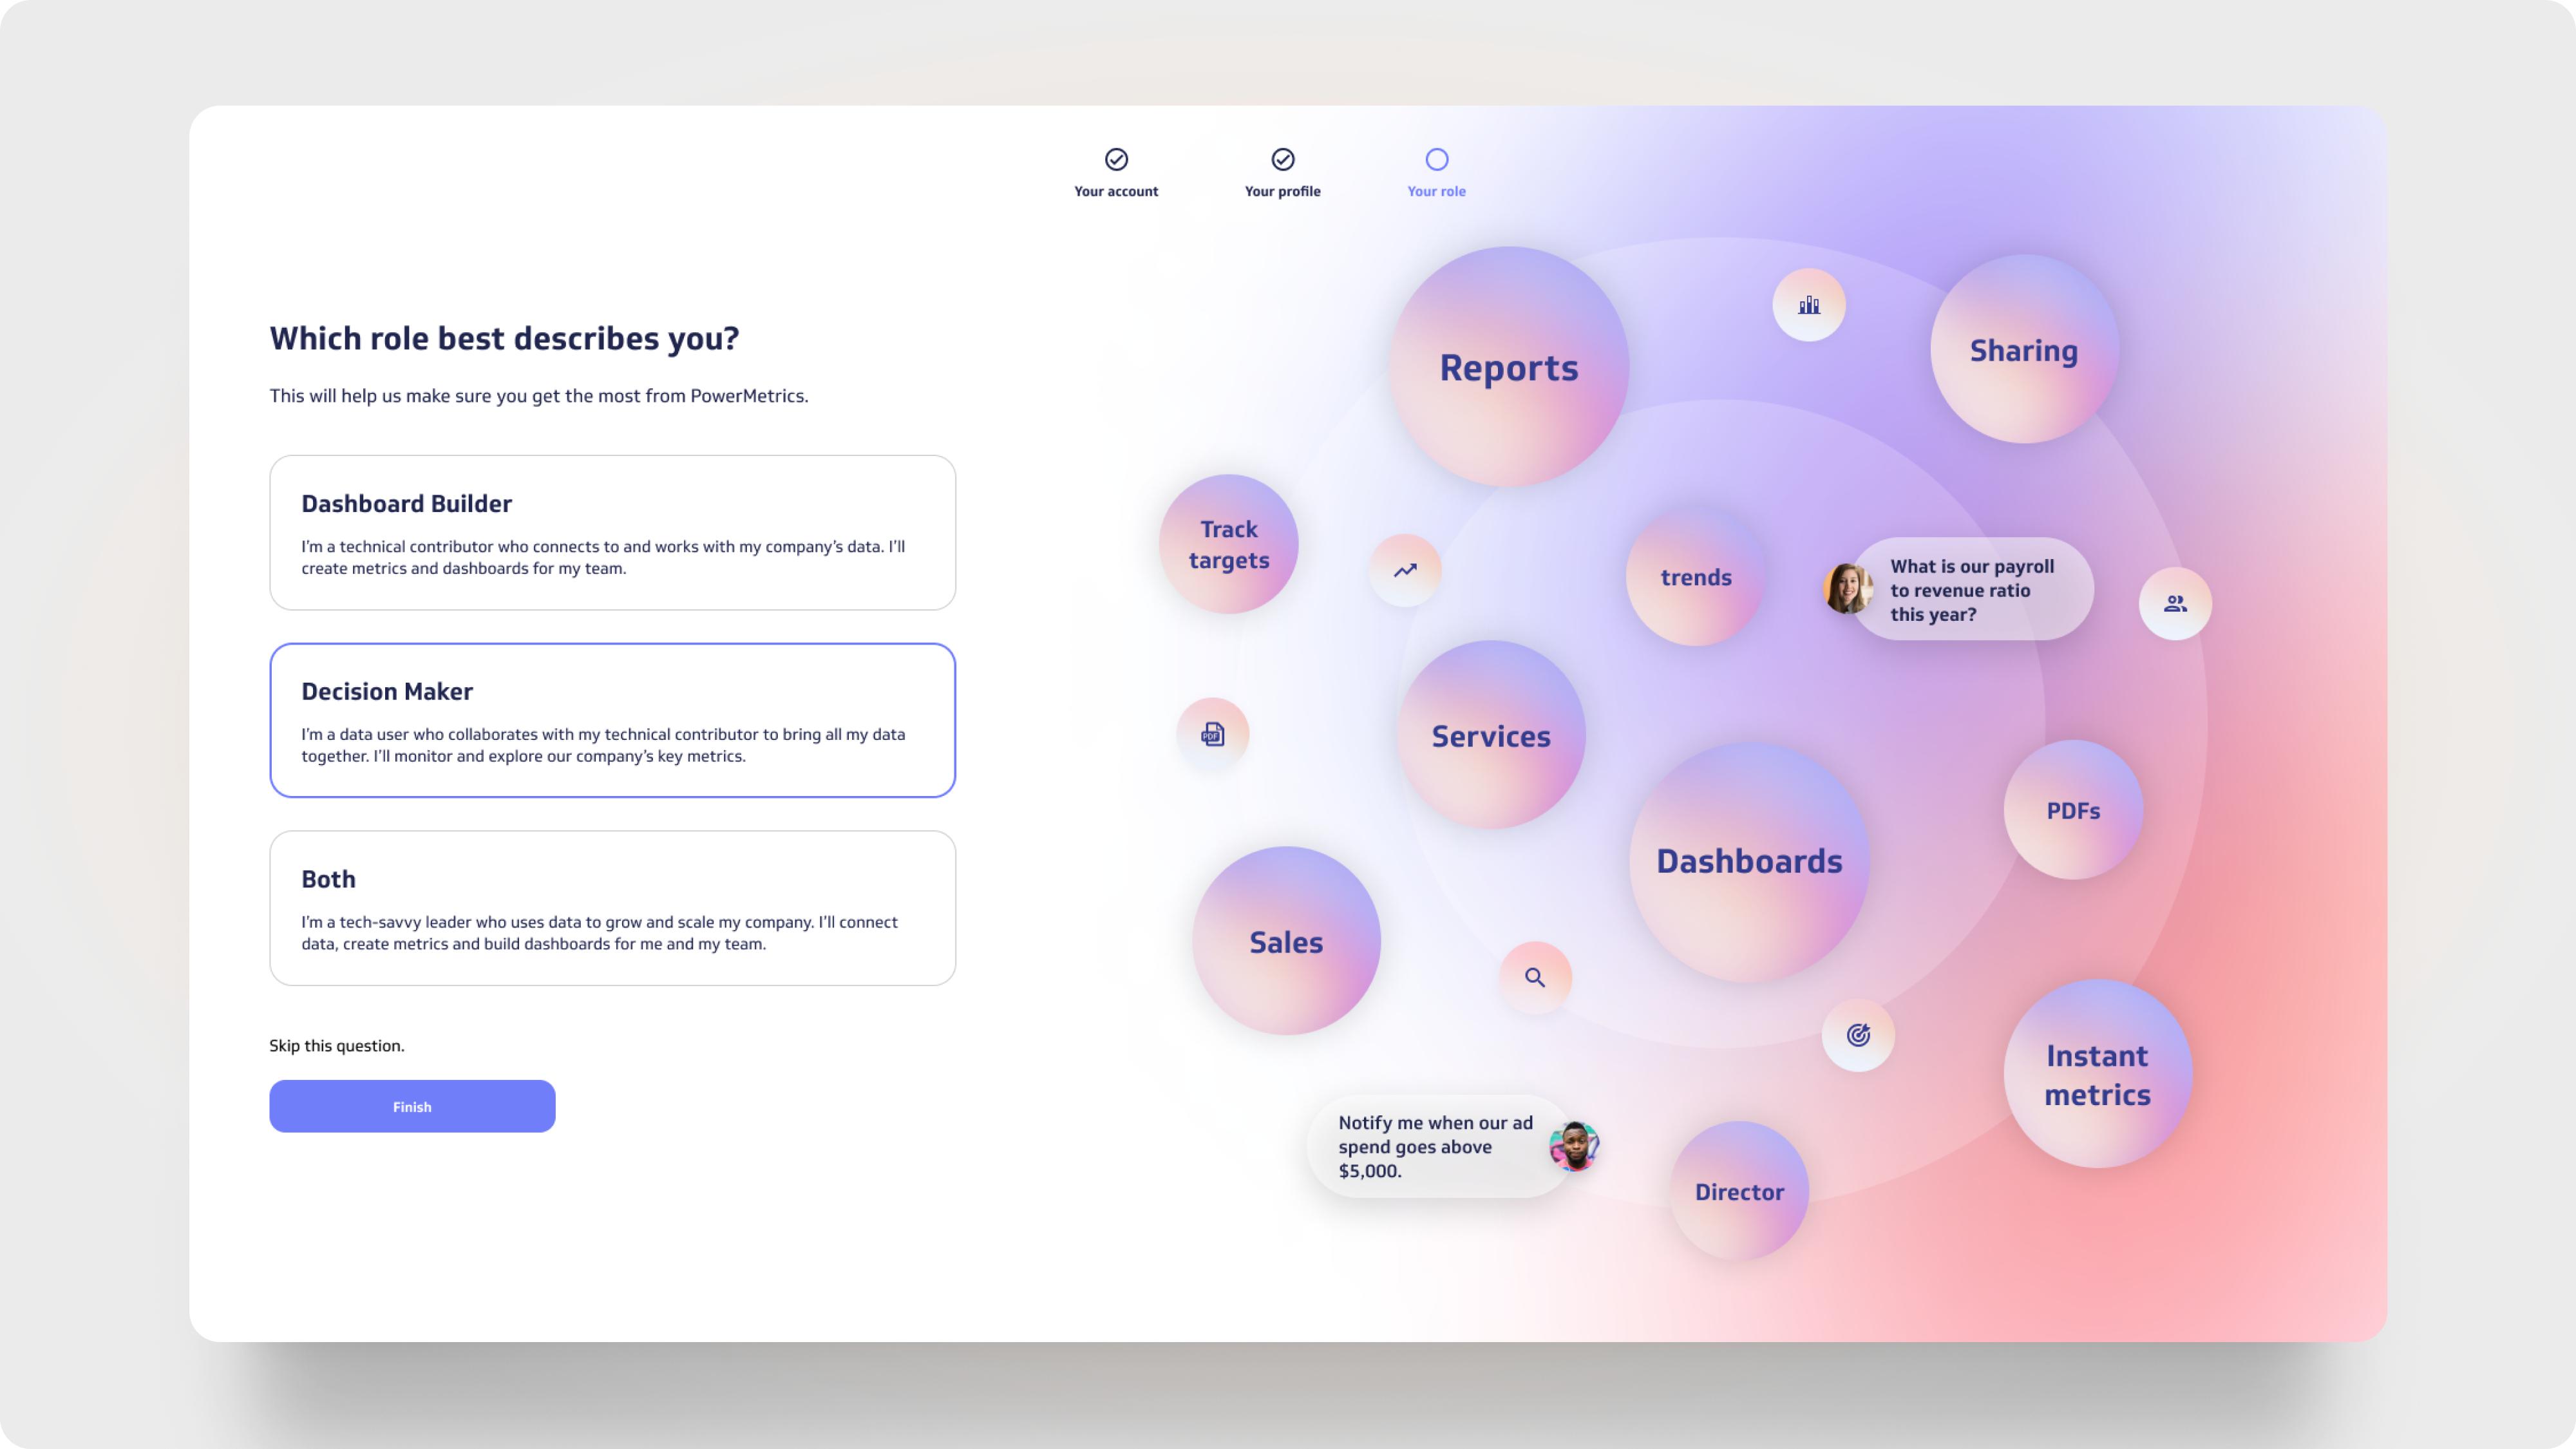 Your account
Your profile
Your role
Which role best describes you?
This will help us make sure you get the most from PowerMetrics.
Dashboard Builder
I’m a technical contributor who connects to and works with my company’s data. I’ll
create metrics and dashboards for my team.
Decision Maker
I’m a data user who collaborates with my technical contributor to bring all my data
together. I’ll monitor and explore our company’s key metrics.
Both
I’m a tech-savvy leader who uses data to grow and scale my company. I’ll connect
data, create metrics and build dashboards for me and my team.
Skip this question.
Finish
Reports
Sharing
Track
targets
trends
What is our payroll
to revenue ratio
this year?
PDF
Services
Dashboards
PDFs
Sales
Instant
metrics
Notify me when our ad
spend goes above
$5,000.
Director